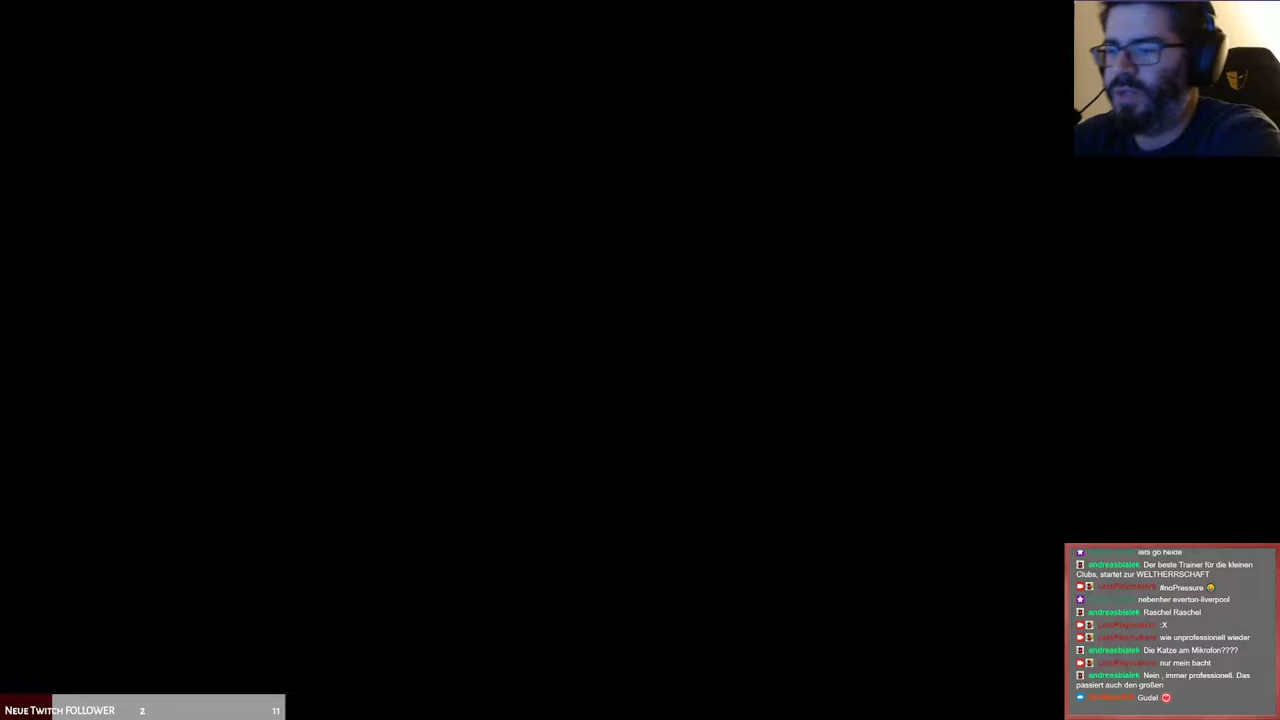 lets go heide
andreasbialek Der beste Trainer für die kleinen
Clubs, startet zur WELTHERRSCHAFT
#noPressure
nebenher everton-liverpool
andreasbialek Raschel Raschel
:X
wie unprofessionell wieder
andreasbialek Die Katze am Mikrofon????
nur mein bacht
andreasbialek Nein , immer professionell. Das
passiert auch den großen
Gude!
NEUE TWITCH FOLLOWER 2 11